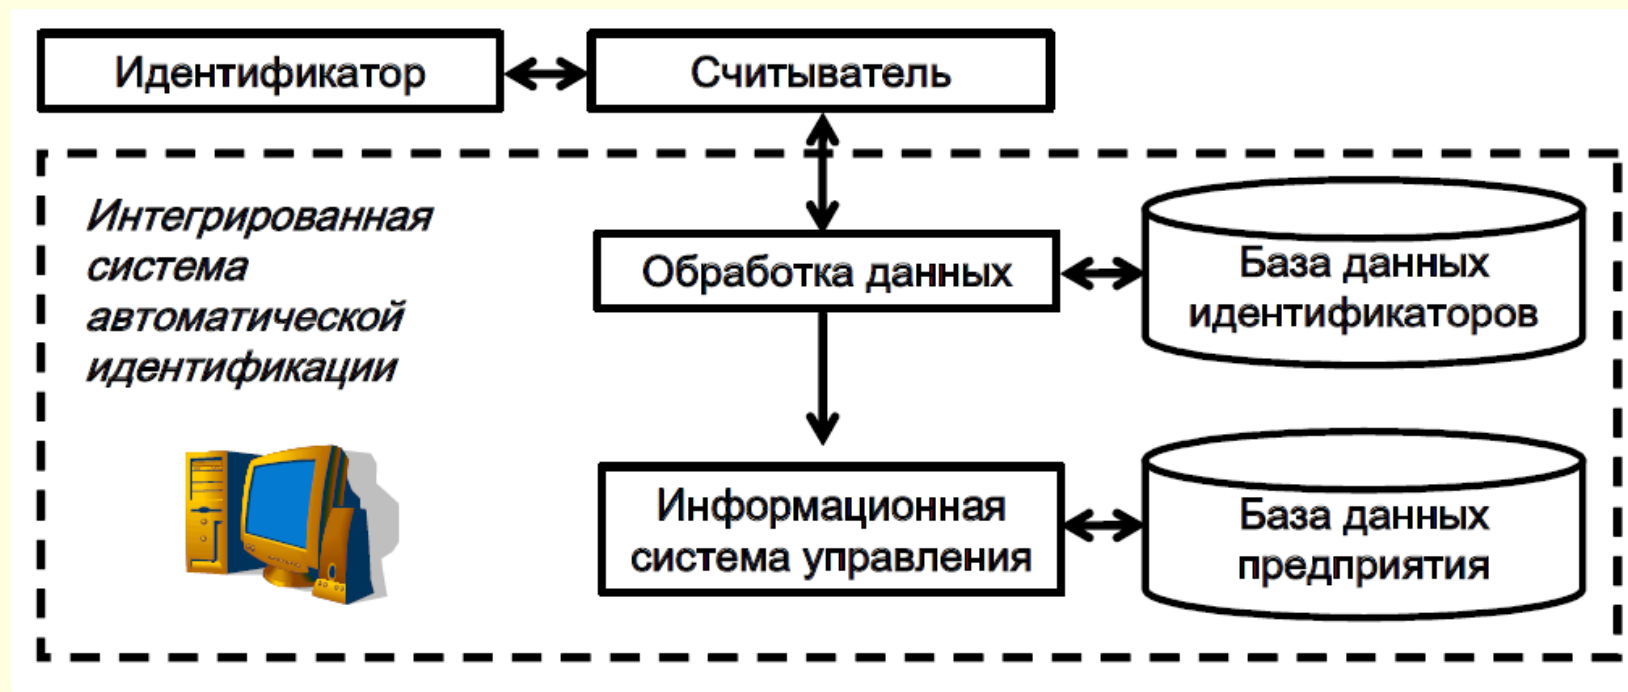 Идентификатор
Считыватель
Интегрированная
система
автоматической
идентификации
Обработка данных
База данных
идентификаторов
Информационная
система управления
База данных
предприятия